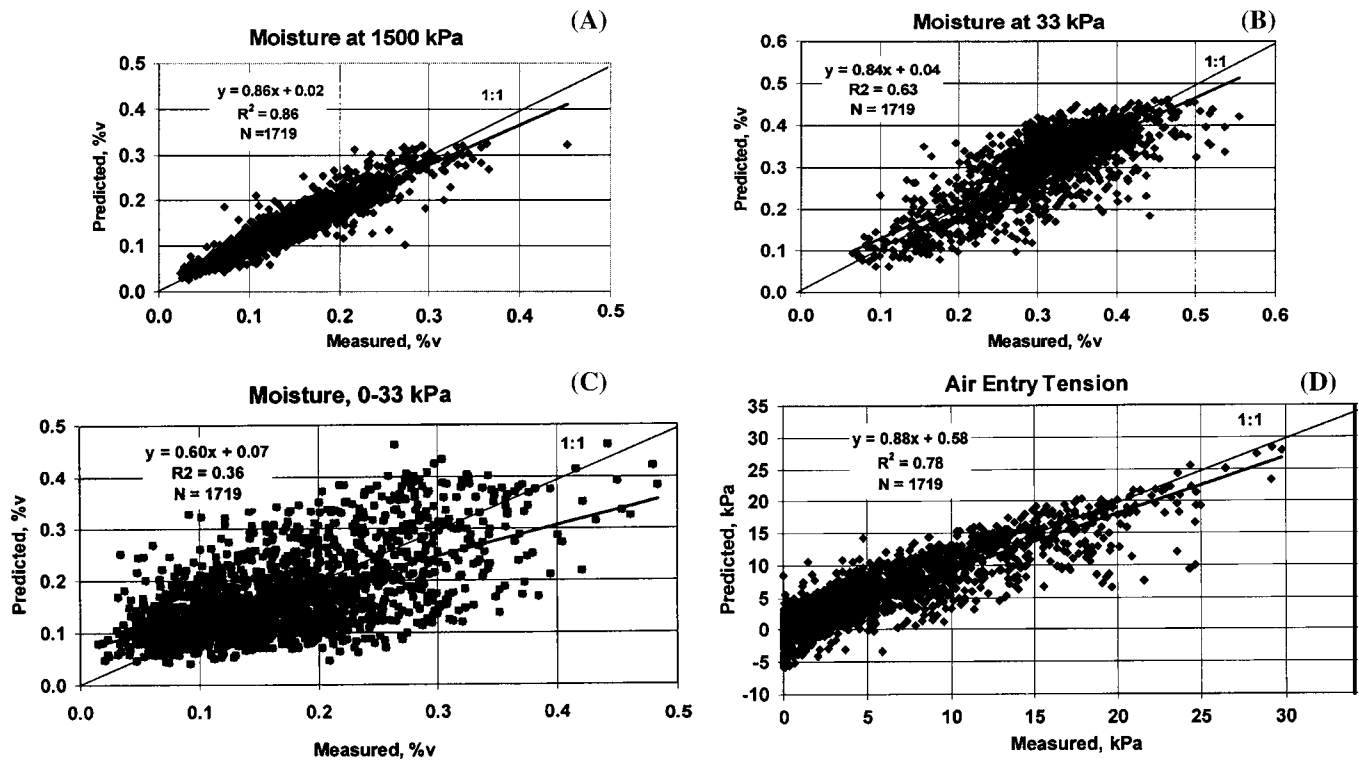 (A)
Moisture at 1500 kPa
0.5
0.4
0.3
0.2
0.1
0.0
Predicted, %v
y = 0.86x + 0.02
R² = 0.86
N =1719
1:1
0.0 0.1 0.2 0.3 0.4 0.5
Measured, %v
(B)
Moisture at 33 kPa
0.6
0.5
0.4
0.3
0.2
0.1
0.0
Predicted, %v
y = 0.84x + 0.04
R2 = 0.63
N = 1719
1:1
0.0 0.1 0.2 0.3 0.4 0.5 0.6
Measured, %v
(C)
Moisture, 0-33 kPa
0.5
0.4
0.3
0.2
0.1
0.0
Predicted, %v
y = 0.60x + 0.07
R2 = 0.36
N = 1719
1:1
0.0 0.1 0.2 0.3 0.4 0.5
Measured, %v
(D)
Air Entry Tension
35
30
25
20
15
10
5
0
-5
-10
Predicted, kPa
y = 0.88x + 0.58
R² = 0.78
N = 1719
1:1
0 5 10 15 20 25 30
Measured, kPa